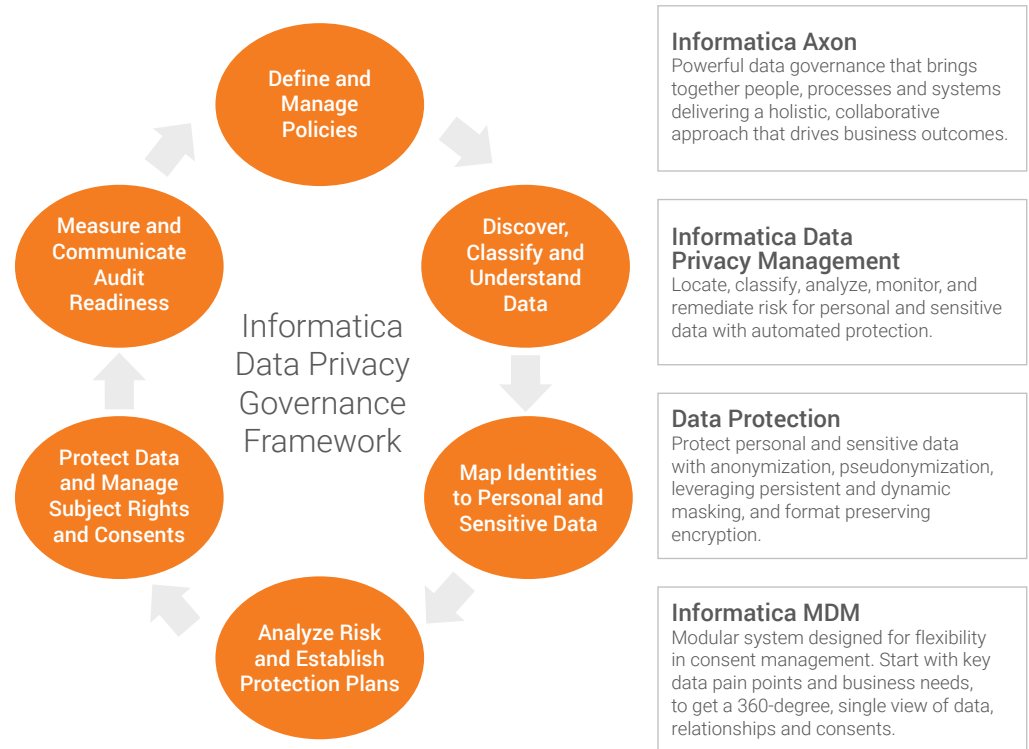 Define and
Manage
Policies
Discover,
Classify and
Understand
Data
Map Identities
to Personal and
Sensitive Data
Analyze Risk
and Establish
Protection Plans
Protect Data
and Manage
Subject Rights
and Consents
Measure and
Communicate
Audit
Readiness
Informatica
Data Privacy
Governance
Framework
Informatica Axon
Powerful data governance that brings
together people, processes and systems
delivering a holistic, collaborative
approach that drives business outcomes.
Informatica Data
Privacy Management
Locate, classify, analyze, monitor, and
remediate risk for personal and sensitive
data with automated protection.
Data Protection
Protect personal and sensitive data
with anonymization, pseudonymization,
leveraging persistent and dynamic
masking, and format preserving
encryption.
Informatica MDM
Modular system designed for flexibility
in consent management. Start with key
data pain points and business needs,
to get a 360-degree, single view of data,
relationships and consents.